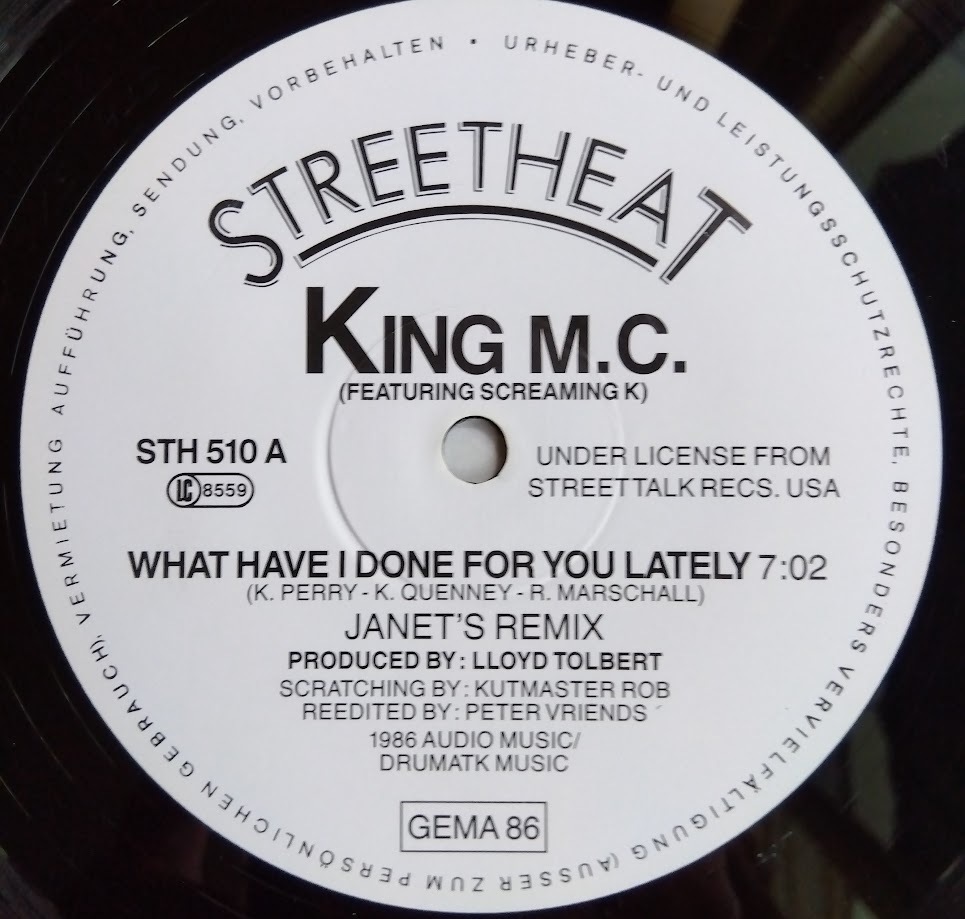 URHEBER- UND LEISTUNGSSCHUTZRECHTE, BESONDERS VERVIELFÄLTIGUNG (AUSSER ZUM PERSÖNLICHEN GEBRAUCH), VERMIETUNG AUFFÜHRUNG, SENDUNG, VORBEHALTEN •
STREETHEAT
KING M.C.
(FEATURING SCREAMING K)
STH 510 A
LC 8559
UNDER LICENSE FROM
STREET TALK RECS. USA
WHAT HAVE I DONE FOR YOU LATELY 7:02
(K. PERRY - K. QUENNEY - R. MARSCHALL)
JANET'S REMIX
PRODUCED BY: LLOYD TOLBERT
SCRATCHING BY: KUTMASTER ROB
REEDITED BY: PETER VRIENDS
1986 AUDIO MUSIC/
DRUMATK MUSIC
GEMA 86